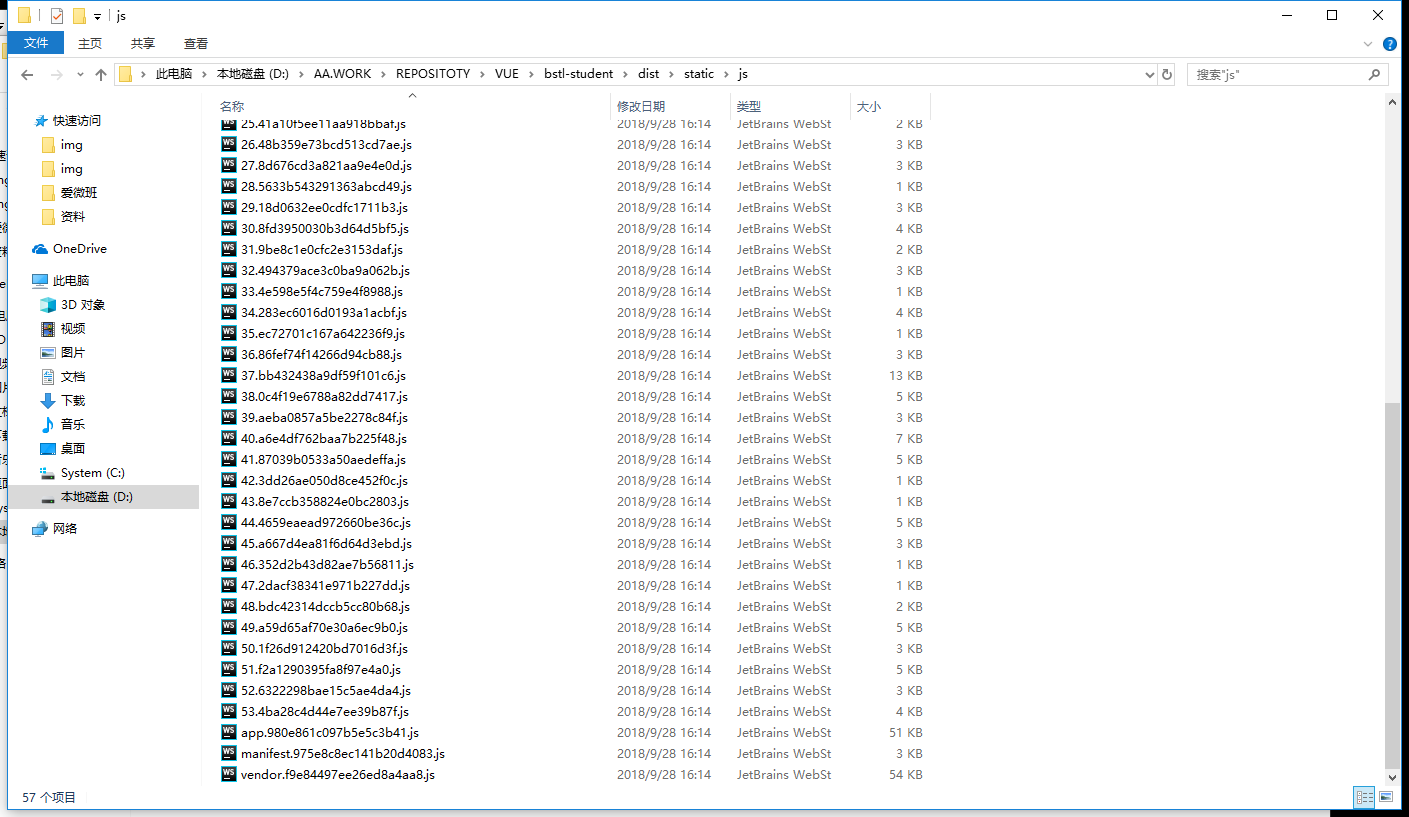 js
文件 主页 共享 查看
此电脑 本地磁盘 (D:) AA.WORK REPOSITOTY VUE bstl-student dist static js 搜索"js"
名称 修改日期 类型 大小
快速访问
img
img
爱微班
资料
OneDrive
此电脑
3D 对象
视频
图片
文档
下载
音乐
桌面
System (C:)
本地磁盘 (D:)
网络
25.41a10f5ee11aa918bbaf.js 2018/9/28 16:14 JetBrains WebSt 2 KB
26.48b359e73bcd513cd7ae.js 2018/9/28 16:14 JetBrains WebSt 3 KB
27.8d676cd3a821aa9e4e0d.js 2018/9/28 16:14 JetBrains WebSt 3 KB
28.5633b543291363abcd49.js 2018/9/28 16:14 JetBrains WebSt 1 KB
29.18d0632ee0cdfc1711b3.js 2018/9/28 16:14 JetBrains WebSt 3 KB
30.8fd3950030b3d64d5bf5.js 2018/9/28 16:14 JetBrains WebSt 4 KB
31.9be8c1e0cfc2e3153daf.js 2018/9/28 16:14 JetBrains WebSt 2 KB
32.494379ace3c0ba9a062b.js 2018/9/28 16:14 JetBrains WebSt 3 KB
33.4e598e5f4c759e4f8988.js 2018/9/28 16:14 JetBrains WebSt 1 KB
34.283ec6016d0193a1acbf.js 2018/9/28 16:14 JetBrains WebSt 4 KB
35.ec72701c167a642236f9.js 2018/9/28 16:14 JetBrains WebSt 1 KB
36.86fef74f14266d94cb88.js 2018/9/28 16:14 JetBrains WebSt 3 KB
37.bb432438a9df59f101c6.js 2018/9/28 16:14 JetBrains WebSt 13 KB
38.0c4f19e6788a82dd7417.js 2018/9/28 16:14 JetBrains WebSt 5 KB
39.aeba0857a5be2278c84f.js 2018/9/28 16:14 JetBrains WebSt 3 KB
40.a6e4df762baa7b225f48.js 2018/9/28 16:14 JetBrains WebSt 7 KB
41.87039b0533a50aedeffa.js 2018/9/28 16:14 JetBrains WebSt 5 KB
42.3dd26ae050d8ce452f0c.js 2018/9/28 16:14 JetBrains WebSt 1 KB
43.8e7ccb358824e0bc2803.js 2018/9/28 16:14 JetBrains WebSt 1 KB
44.4659eaead972660be36c.js 2018/9/28 16:14 JetBrains WebSt 5 KB
45.a667d4ea81f6d64d3ebd.js 2018/9/28 16:14 JetBrains WebSt 3 KB
46.352d2b43d82ae7b56811.js 2018/9/28 16:14 JetBrains WebSt 1 KB
47.2dacf38341e971b227dd.js 2018/9/28 16:14 JetBrains WebSt 1 KB
48.bdc42314dccb5cc80b68.js 2018/9/28 16:14 JetBrains WebSt 2 KB
49.a59d65af70e30a6ec9b0.js 2018/9/28 16:14 JetBrains WebSt 5 KB
50.1f26d912420bd7016d3f.js 2018/9/28 16:14 JetBrains WebSt 3 KB
51.f2a1290395fa8f97e4a0.js 2018/9/28 16:14 JetBrains WebSt 5 KB
52.6322298bae15c5ae4da4.js 2018/9/28 16:14 JetBrains WebSt 3 KB
53.4ba28c4d44e7ee39b87f.js 2018/9/28 16:14 JetBrains WebSt 4 KB
app.980e861c097b5e5c3b41.js 2018/9/28 16:14 JetBrains WebSt 51 KB
manifest.975e8c8ec141b20d4083.js 2018/9/28 16:14 JetBrains WebSt 3 KB
vendor.f9e84497ee26ed8a4aa8.js 2018/9/28 16:14 JetBrains WebSt 54 KB
57 个项目